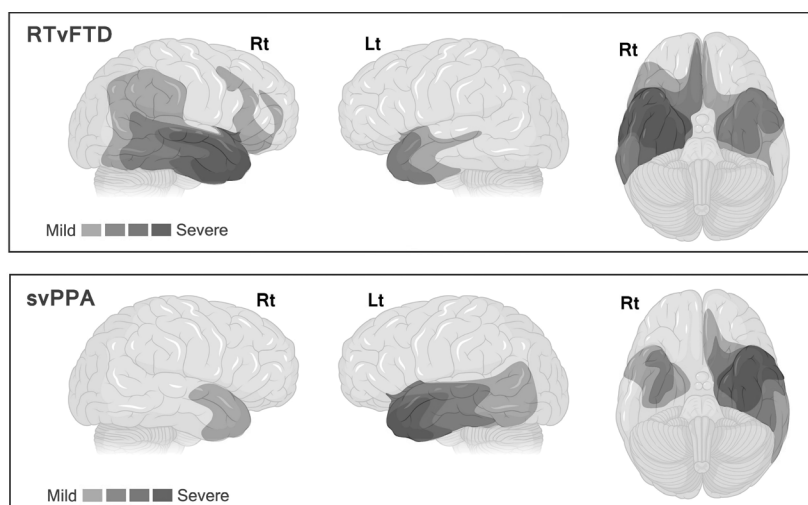 RTvFTD
Rt
Lt
Rt
Mild
Severe
svPPA
Rt
Lt
Rt
Mild
Severe